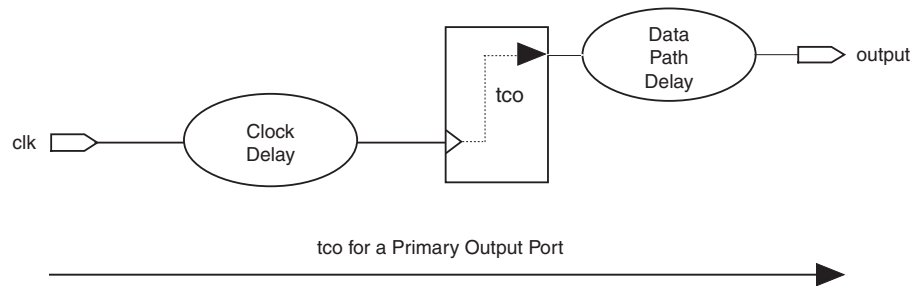 Data
Path
Delay
output
tco
clk
Clock
Delay
tco for a Primary Output Port